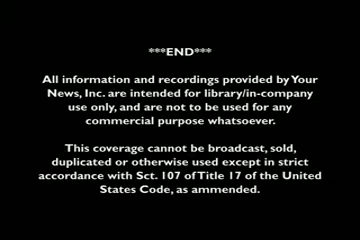 ***END***
All information and recordings provided by Your
News, Inc. are intended for library/in-company
use only, and are not to be used for any
commercial purpose whatsoever.
This coverage cannot be broadcast, sold,
duplicated or otherwise used except in strict
accordance with Sct. 107 of Title 17 of the United
States Code, as ammended.